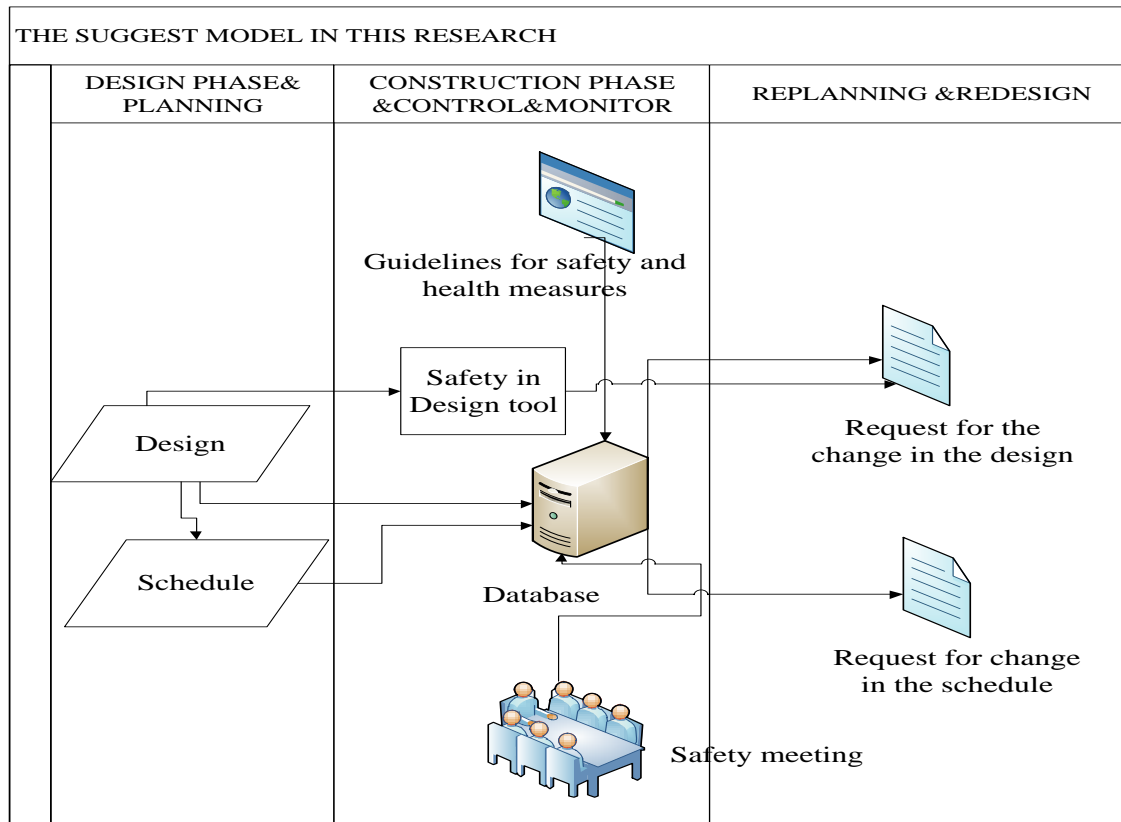 THE SUGGEST MODEL IN THIS RESEARCH
DESIGN PHASE&
PLANNING
CONSTRUCTION PHASE
&CONTROL&MONITOR
REPLANNING &REDESIGN
Guidelines for safety and
health measures
Safety in
Design tool
Design
Request for the
change in the design
Schedule
Database
Request for change
in the schedule
Safety meeting